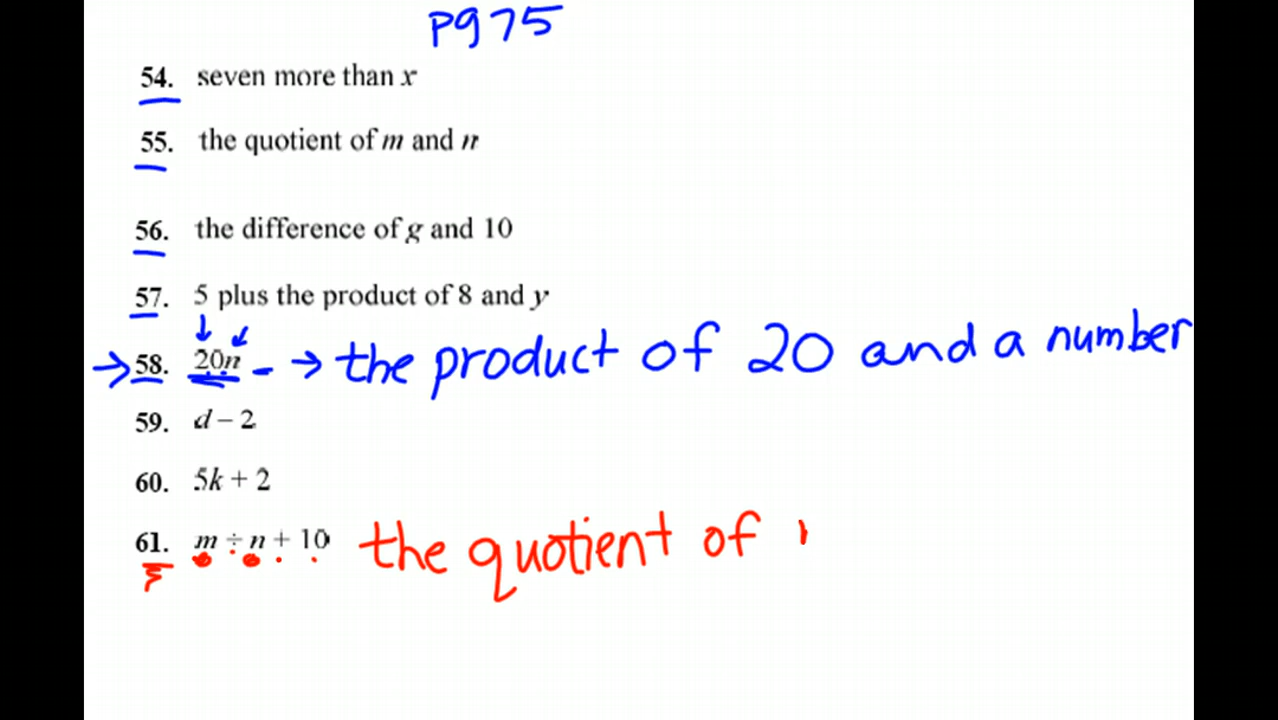 Pg 75
54. seven more than x
55. the quotient of m and n
56. the difference of g and 10
57. 5 plus the product of 8 and y
→ 58. 20n - → the product of 20 and a number
59. d – 2
60. 5k + 2
61. m ÷ n + 10 the quotient of